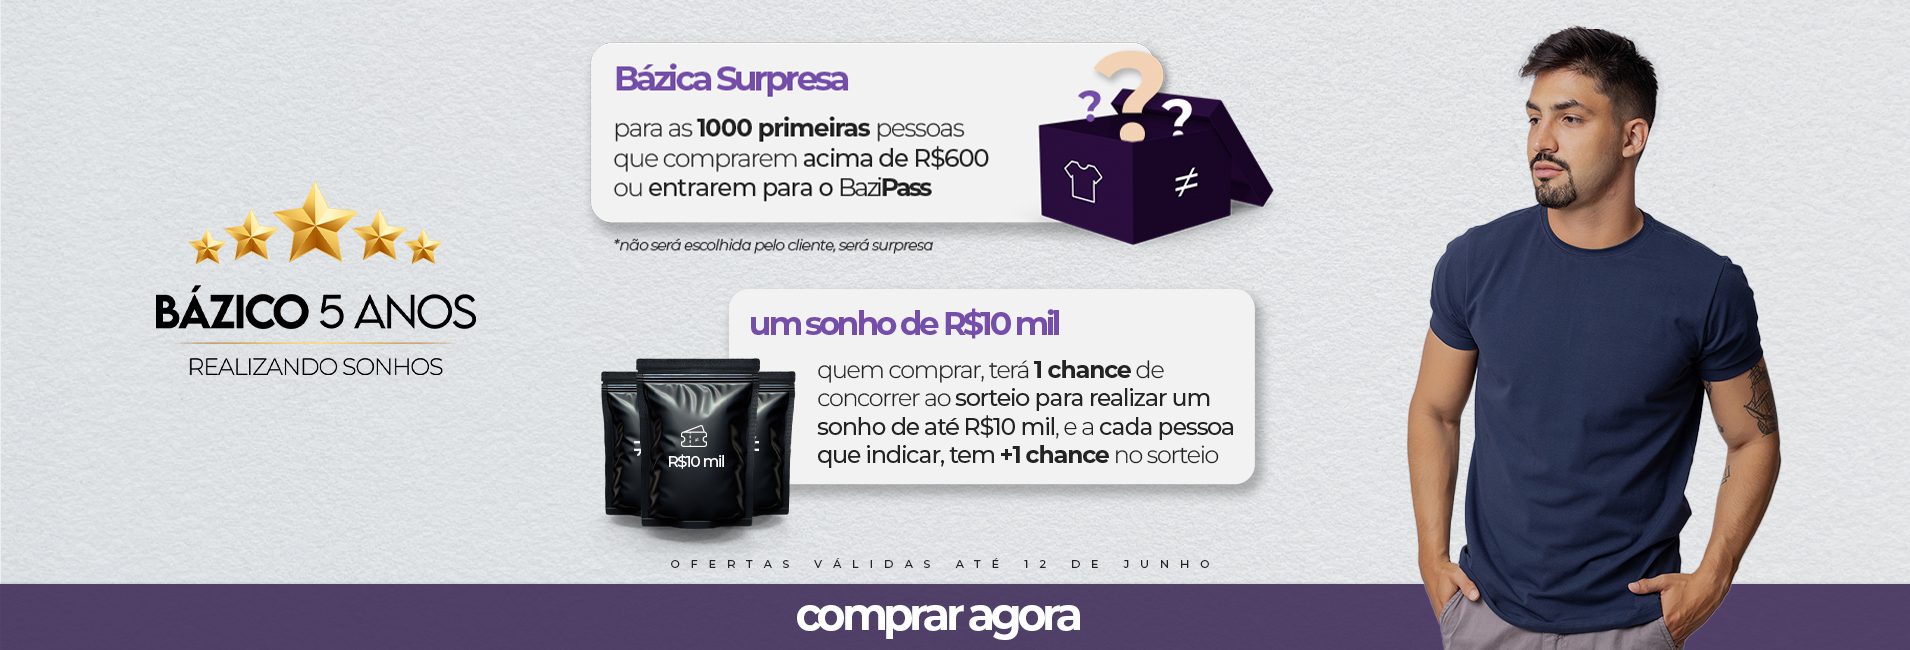 BÁZICO 5 ANOS
REALIZANDO SONHOS
Bázica Surpresa
para as 1000 primeiras pessoas
que comprarem acima de R$600
ou entrarem para o BaziPass
*não será escolhida pelo cliente, será surpresa
? ? ?
≠
um sonho de R$10 mil
quem comprar, terá 1 chance de
concorrer ao sorteio para realizar um
sonho de até R$10 mil, e a cada pessoa
que indicar, tem +1 chance no sorteio
R$10 mil
OFERTAS VÁLIDAS ATÉ 12 DE JUNHO
comprar agora